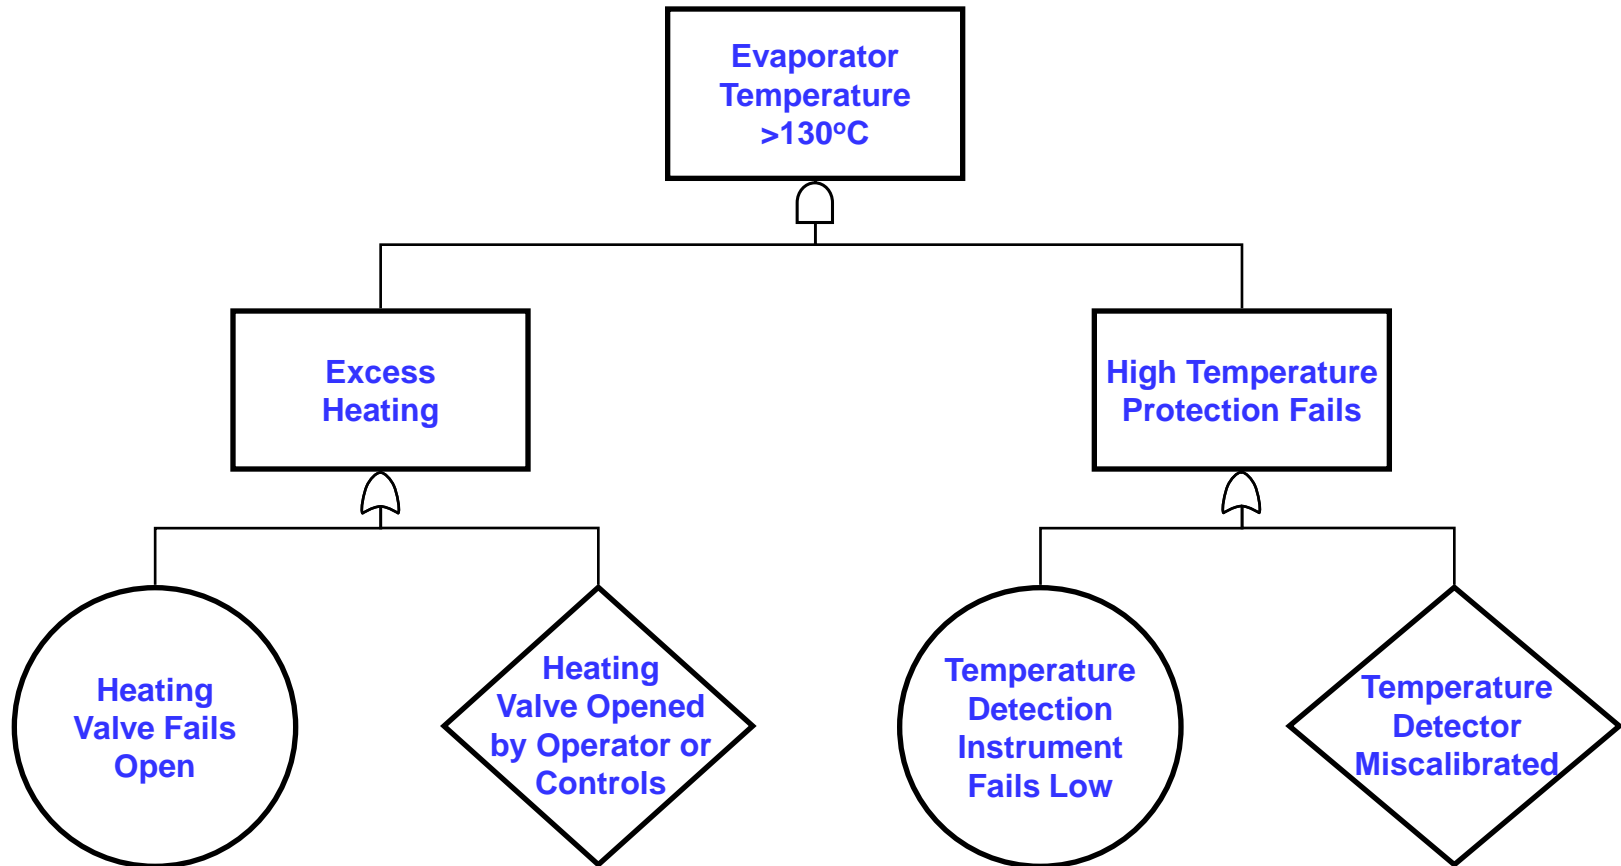 Evaporator
Temperature
>130ºC
Excess
Heating
High Temperature
Protection Fails
Heating
Valve Fails
Open
Heating
Valve Opened
by Operator or
Controls
Temperature
Detection
Instrument
Fails Low
Temperature
Detector
Miscalibrated